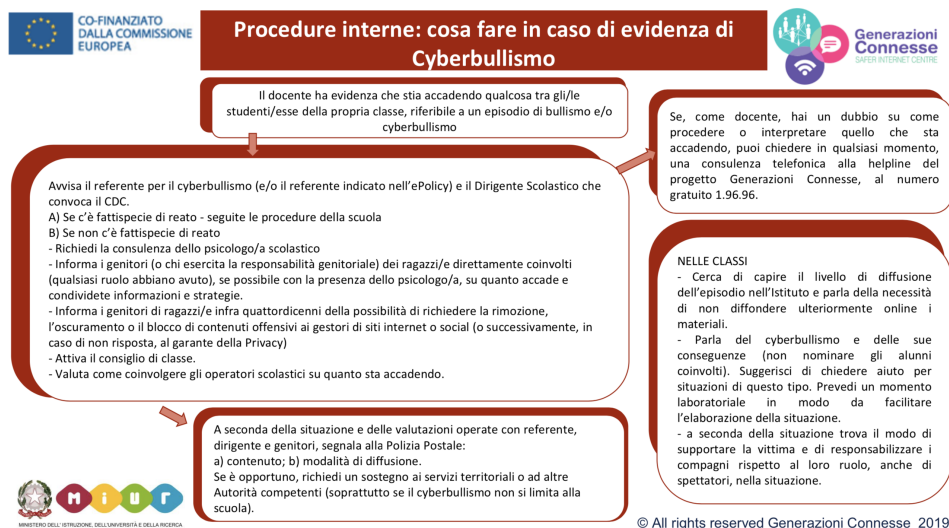 CO-FINANZIATO
DALLA COMMISSIONE
EUROPEA
Procedure interne: cosa fare in caso di evidenza di
Cyberbullismo
Generazioni
Connesse
SAFER INTERNET CENTRE
Il docente ha evidenza che stia accadendo qualcosa tra gli/le
studenti/esse della propria classe, riferibile a un episodio di bullismo e/o
cyberbullismo
Se, come docente, hai un dubbio su come
procedere o interpretare quello che sta
accadendo, puoi chiedere in qualsiasi momento,
una consulenza telefonica alla helpline del
progetto Generazioni Connesse, al numero
gratuito 1.96.96.
Avvisa il referente per il cyberbullismo (e/o il referente indicato nell'ePolicy) e il Dirigente Scolastico che
convoca il CDC.
A) Se c'è fattispecie di reato - seguite le procedure della scuola
B) Se non c'è fattispecie di reato
- Richiedi la consulenza dello psicologo/a scolastico
- Informa i genitori (o chi esercita la responsabilità genitoriale) dei ragazzi/e direttamente coinvolti
(qualsiasi ruolo abbiano avuto), se possibile con la presenza dello psicologo/a, su quanto accade e
condividete informazioni e strategie.
- Informa i genitori di ragazzi/e infra quattordicenni della possibilità di richiedere la rimozione,
l'oscuramento o il blocco di contenuti offensivi ai gestori di siti internet o social (o successivamente, in
caso di non risposta, al garante della Privacy)
- Attiva il consiglio di classe.
- Valuta come coinvolgere gli operatori scolastici su quanto sta accadendo.
NELLE CLASSI
- Cerca di capire il livello di diffusione
dell'episodio nell'Istituto e parla della necessità
di non diffondere ulteriormente online i
materiali.
- Parla del cyberbullismo e delle sue
conseguenze (non nominare gli alunni
coinvolti). Suggerisci di chiedere aiuto per
situazioni di questo tipo. Prevedi un momento
laboratoriale in modo da facilitare
l'elaborazione della situazione.
- a seconda della situazione trova il modo di
supportare la vittima e di responsabilizzare i
compagni rispetto al loro ruolo, anche di
spettatori, nella situazione.
A seconda della situazione e delle valutazioni operate con referente,
dirigente e genitori, segnala alla Polizia Postale:
a) contenuto; b) modalità di diffusione.
Se è opportuno, richiedi un sostegno ai servizi territoriali o ad altre
Autorità competenti (soprattutto se il cyberbullismo non si limita alla
scuola).
miur
MINISTERO DELL'ISTRUZIONE, DELL'UNIVERSITÀ E DELLA RICERCA
© All rights reserved Generazioni Connesse 2019